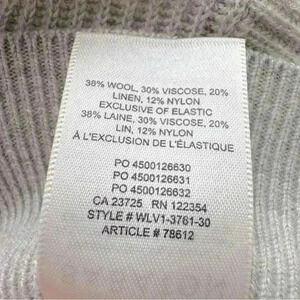 38% WOOL, 30% VISCOSE, 20%
LINEN, 12% NYLON
EXCLUSIVE OF ELASTIC
38% LAINE, 30% VISCOSE, 20%
LIN, 12% NYLON
À L'EXCLUSION DE L'ÉLASTIQUE
PO 4500126630
PO 4500126631
PO 4500126632
CA 23725 RN 122354
STYLE # WLV1-3761-30
ARTICLE # 78612